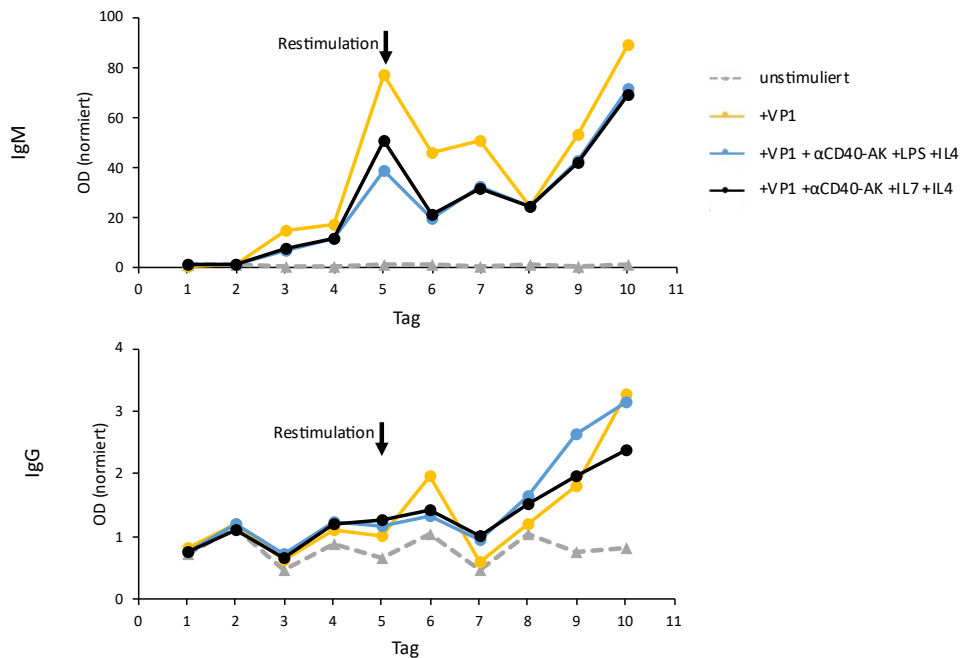 100
80
60
40
20
0
IgM
OD (normiert)
Restimulation
0 1 2 3 4 5 6 7 8 9 10 11
Tag
unstimuliert
+VP1
+VP1 + αCD40-AK +LPS +IL4
+VP1 +αCD40-AK +IL7 +IL4
4
3
2
1
0
IgG
OD (normiert)
Restimulation
0 1 2 3 4 5 6 7 8 9 10 11
Tag